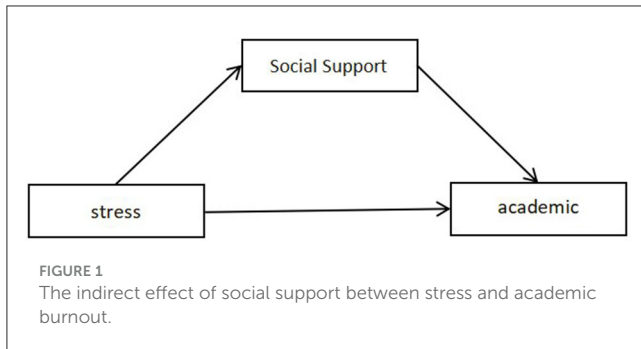 Social Support
stress
academic
FIGURE 1
The indirect effect of social support between stress and academic
burnout.